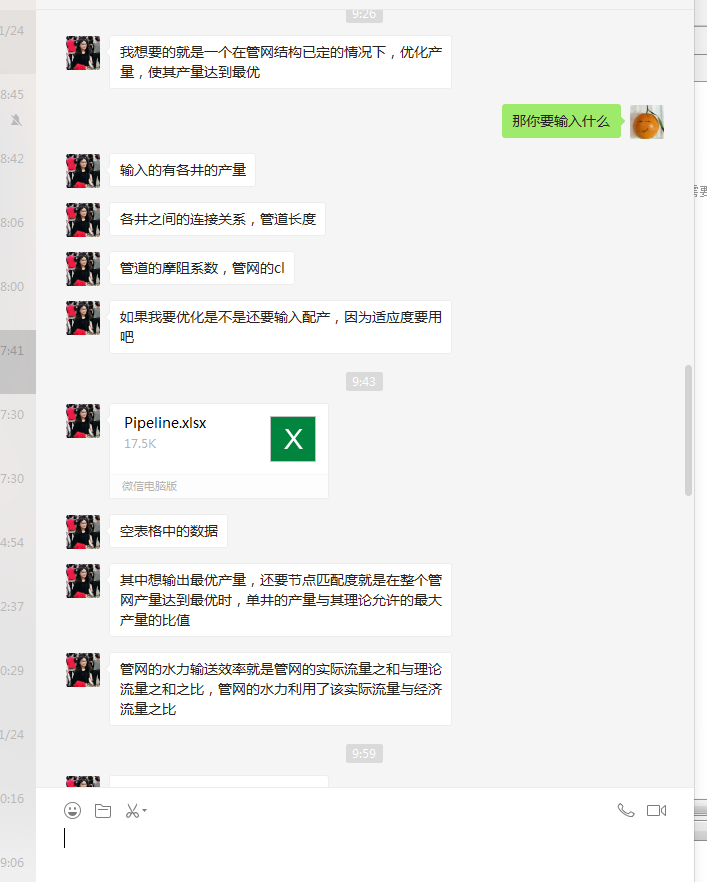 9:26
1/24
我想要的就是一个在管网结构已定的情况下，优化产
量，使其产量达到最优
8:45
那你要输入什么
8:42
输入的有各井的产量
8:06
各井之间的连接关系，管道长度
8:00
管道的摩阻系数，管网的cl
如果我要优化是不是还要输入配产，因为适应度要用
吧
7:41
9:43
7:30
Pipeline.xlsx
17.5K
X
微信电脑版
7:30
空表格中的数据
4:54
其中想输出最优产量，还要节点匹配度就是在整个管
网产量达到最优时，单井的产量与其理论允许的最大
产量的比值
2:37
0:29
管网的水力输送效率就是管网的实际流量之和与理论
流量之和之比，管网的水力利用了该实际流量与经济
流量之比
1/24
9:59
0:16
9:06